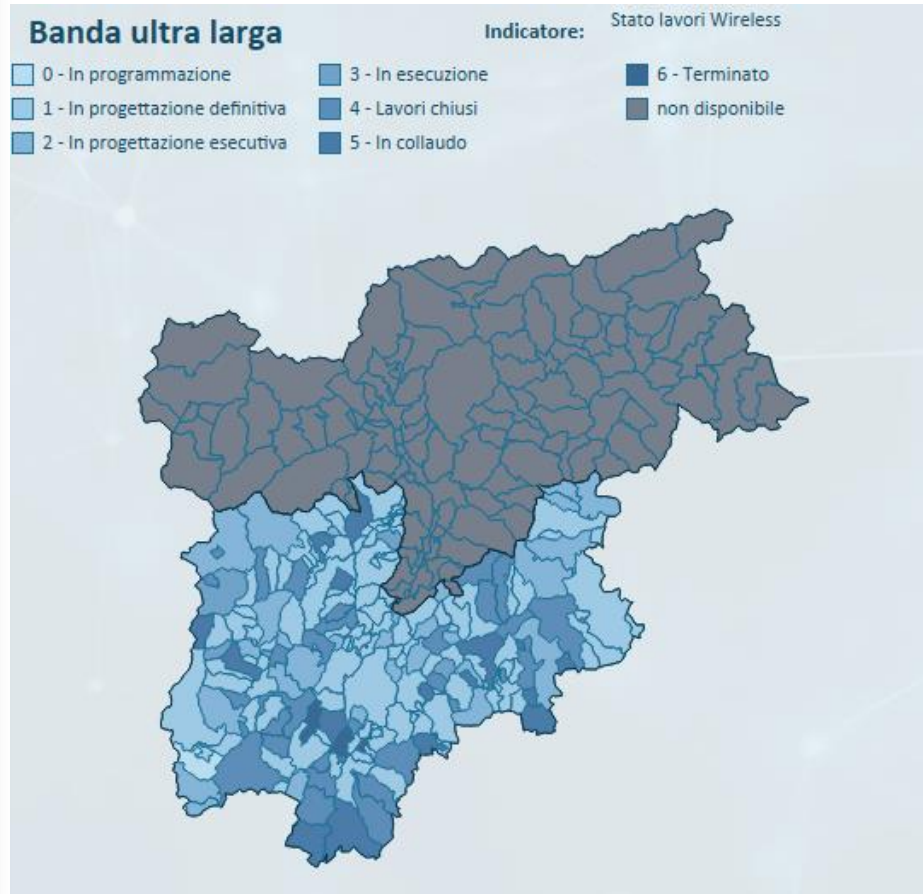 Banda ultra larga
Indicatore:
Stato lavori Wireless
0 - In programmazione
1 - In progettazione definitiva
2 - In progettazione esecutiva
3 - In esecuzione
4 - Lavori chiusi
5 - In collaudo
6 - Terminato
non disponibile